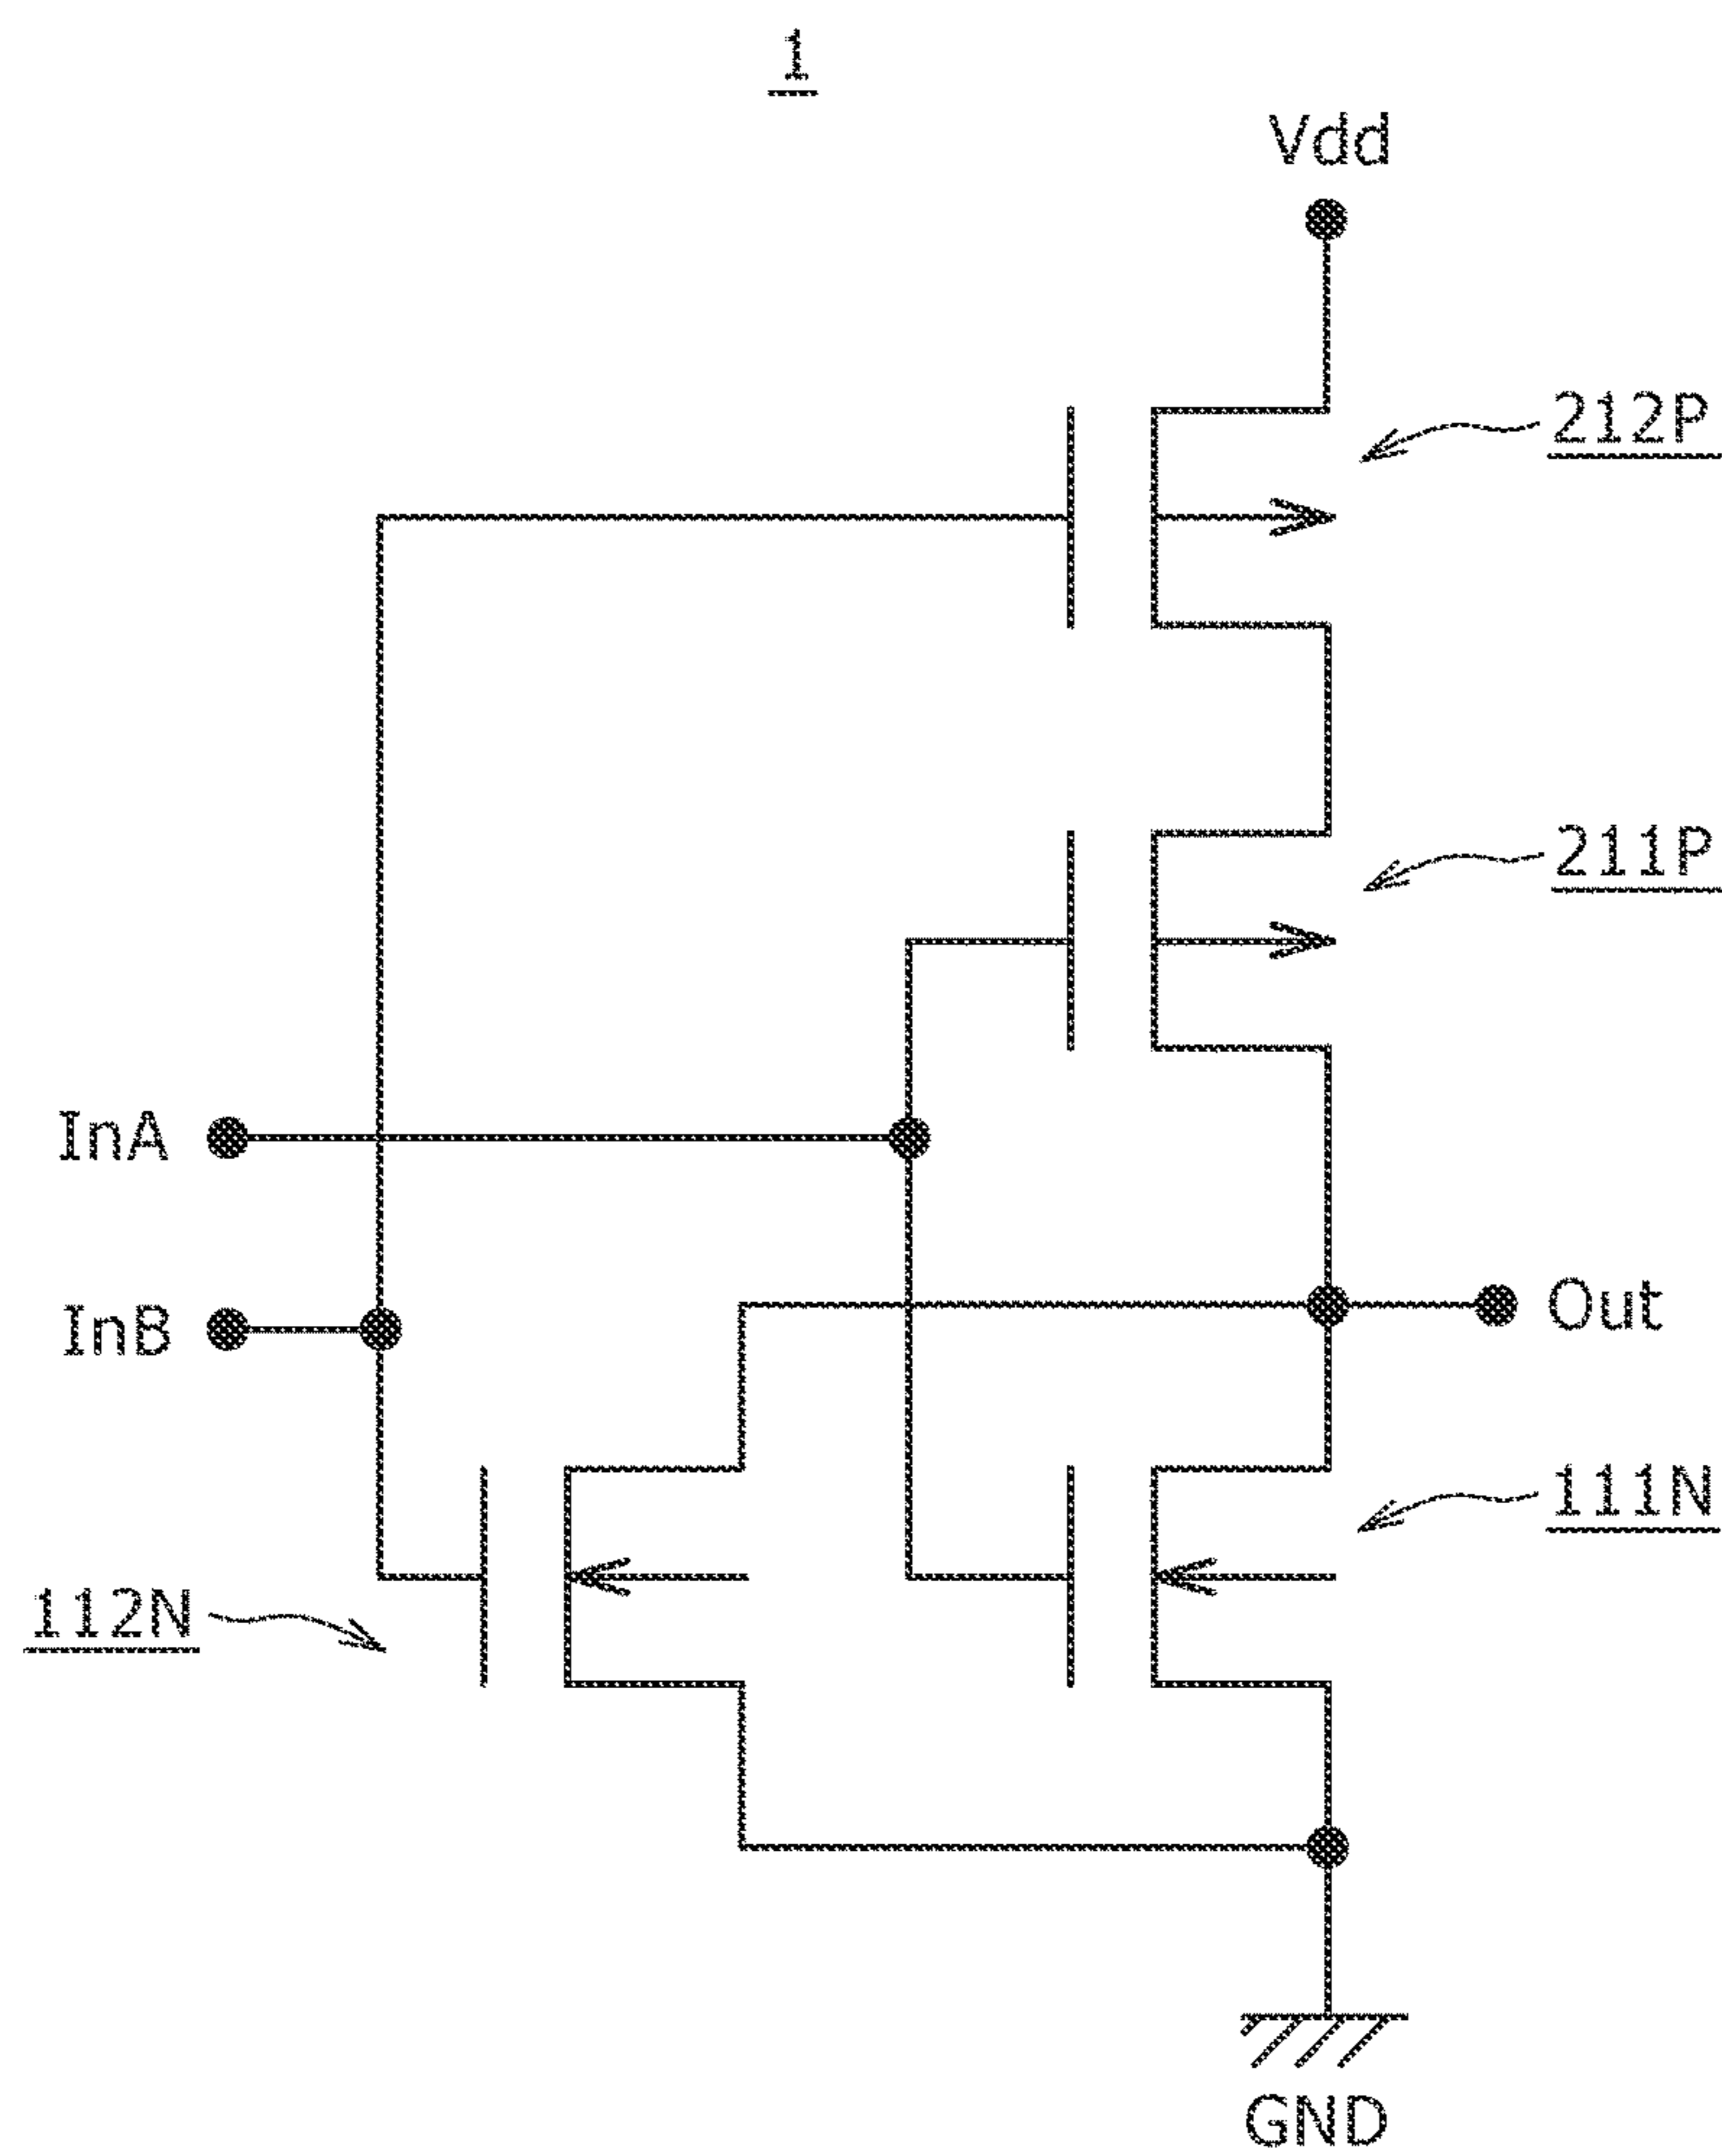 1
Vdd
212P
211P
InA
InB
Out
111N
112N
GND